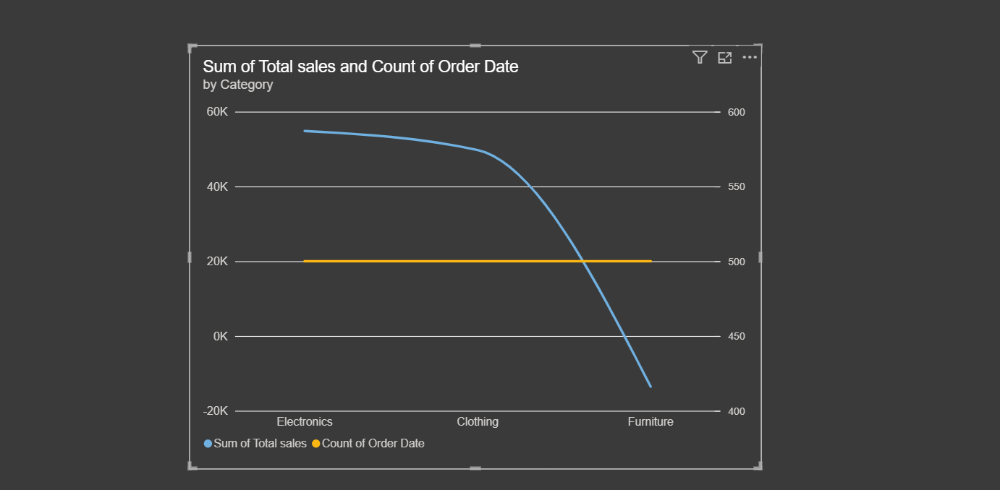 Sum of Total sales and Count of Order Date
by Category
60K
600
40K
550
20K
500
0K
450
-20K
400
Electronics Clothing Furniture
Sum of Total sales Count of Order Date